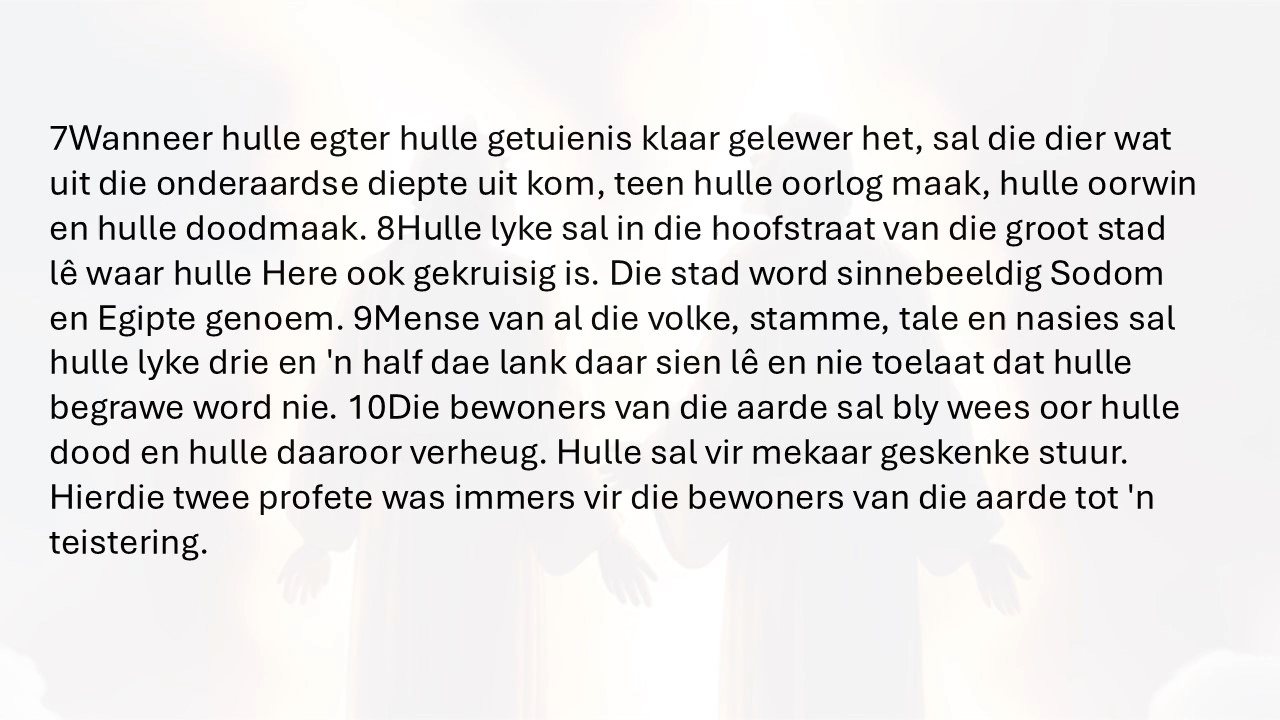 7Wanneer hulle egter hulle getuienis klaar gelewer het, sal die dier wat
uit die onderaardse diepte uit kom, teen hulle oorlog maak, hulle oorwin
en hulle doodmaak. 8Hulle lyke sal in die hoofstraat van die groot stad
lê waar hulle Here ook gekruisig is. Die stad word sinnebeeldig Sodom
en Egipte genoem. 9Mense van al die volke, stamme, tale en nasies sal
hulle lyke drie en 'n half dae lank daar sien lê en nie toelaat dat hulle
begrawe word nie. 10Die bewoners van die aarde sal bly wees oor hulle
dood en hulle daaroor verheug. Hulle sal vir mekaar geskenke stuur.
Hierdie twee profete was immers vir die bewoners van die aarde tot 'n
teistering.